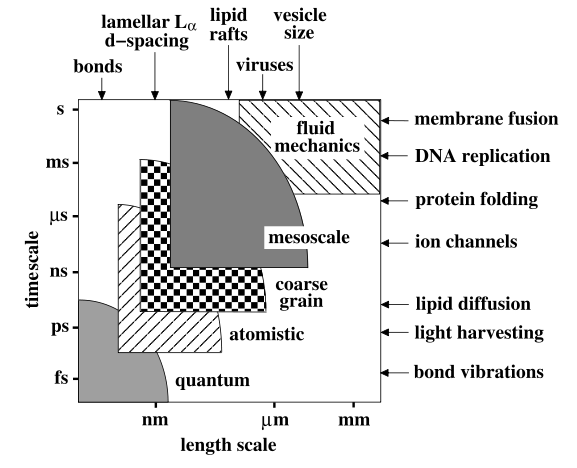 lamellar Lα
d-spacing
lipid
rafts
vesicle
size
bonds
viruses
s
ms
μs
ns
ps
fs
timescale
fluid
mechanics
mesoscale
coarse
grain
atomistic
quantum
membrane fusion
DNA replication
protein folding
ion channels
lipid diffusion
light harvesting
bond vibrations
nm
μm
mm
length scale